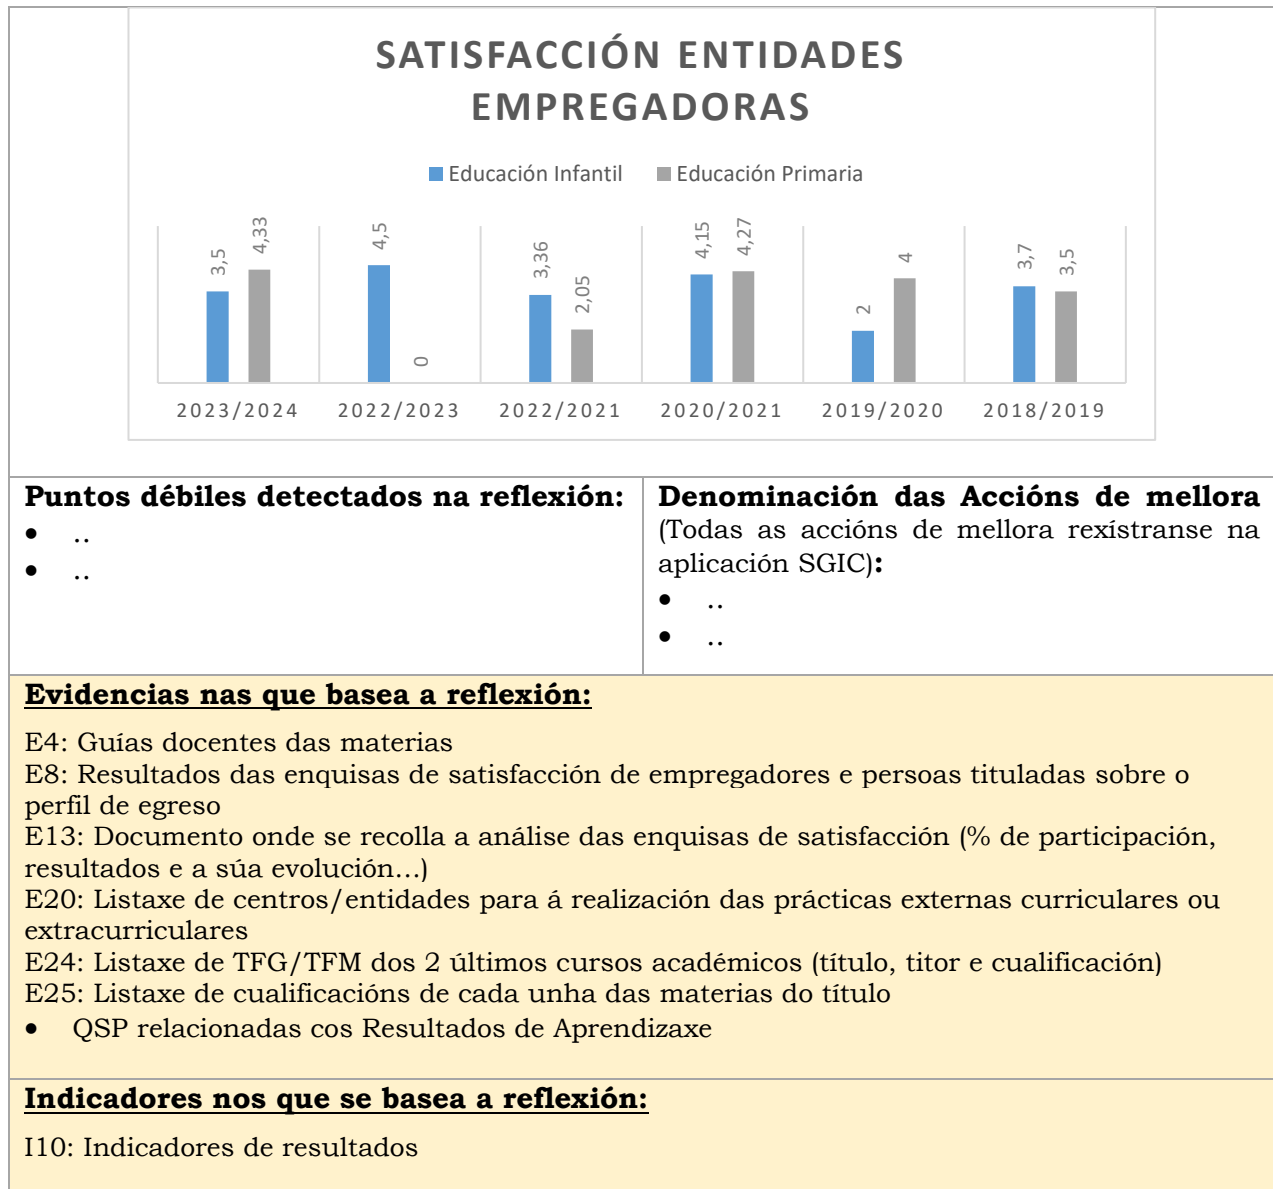 SATISFACCIÓN ENTIDADES
EMPREGADORAS
Educación Infantil Educación Primaria
3,5 4,33 4,5 0 3,36 2,05 4,15 4,27 2 4 3,7 3,5
2023/2024 2022/2023 2022/2021 2020/2021 2019/2020 2018/2019
Puntos débiles detectados na reflexión:
• ..
• ..
Denominación das Accións de mellora
(Todas as accións de mellora rexístranse na
aplicación SGIC):
• ..
• ..
Evidencias nas que basea a reflexión:
E4: Guías docentes das materias
E8: Resultados das enquisas de satisfacción de empregadores e persoas tituladas sobre o
perfil de egreso
E13: Documento onde se recolla a análise das enquisas de satisfacción (% de participación,
resultados e a súa evolución…)
E20: Listaxe de centros/entidades para á realización das prácticas externas curriculares ou
extracurriculares
E24: Listaxe de TFG/TFM dos 2 últimos cursos académicos (título, titor e cualificación)
E25: Listaxe de cualificacións de cada unha das materias do título
• QSP relacionadas cos Resultados de Aprendizaxe
Indicadores nos que se basea a reflexión:
I10: Indicadores de resultados